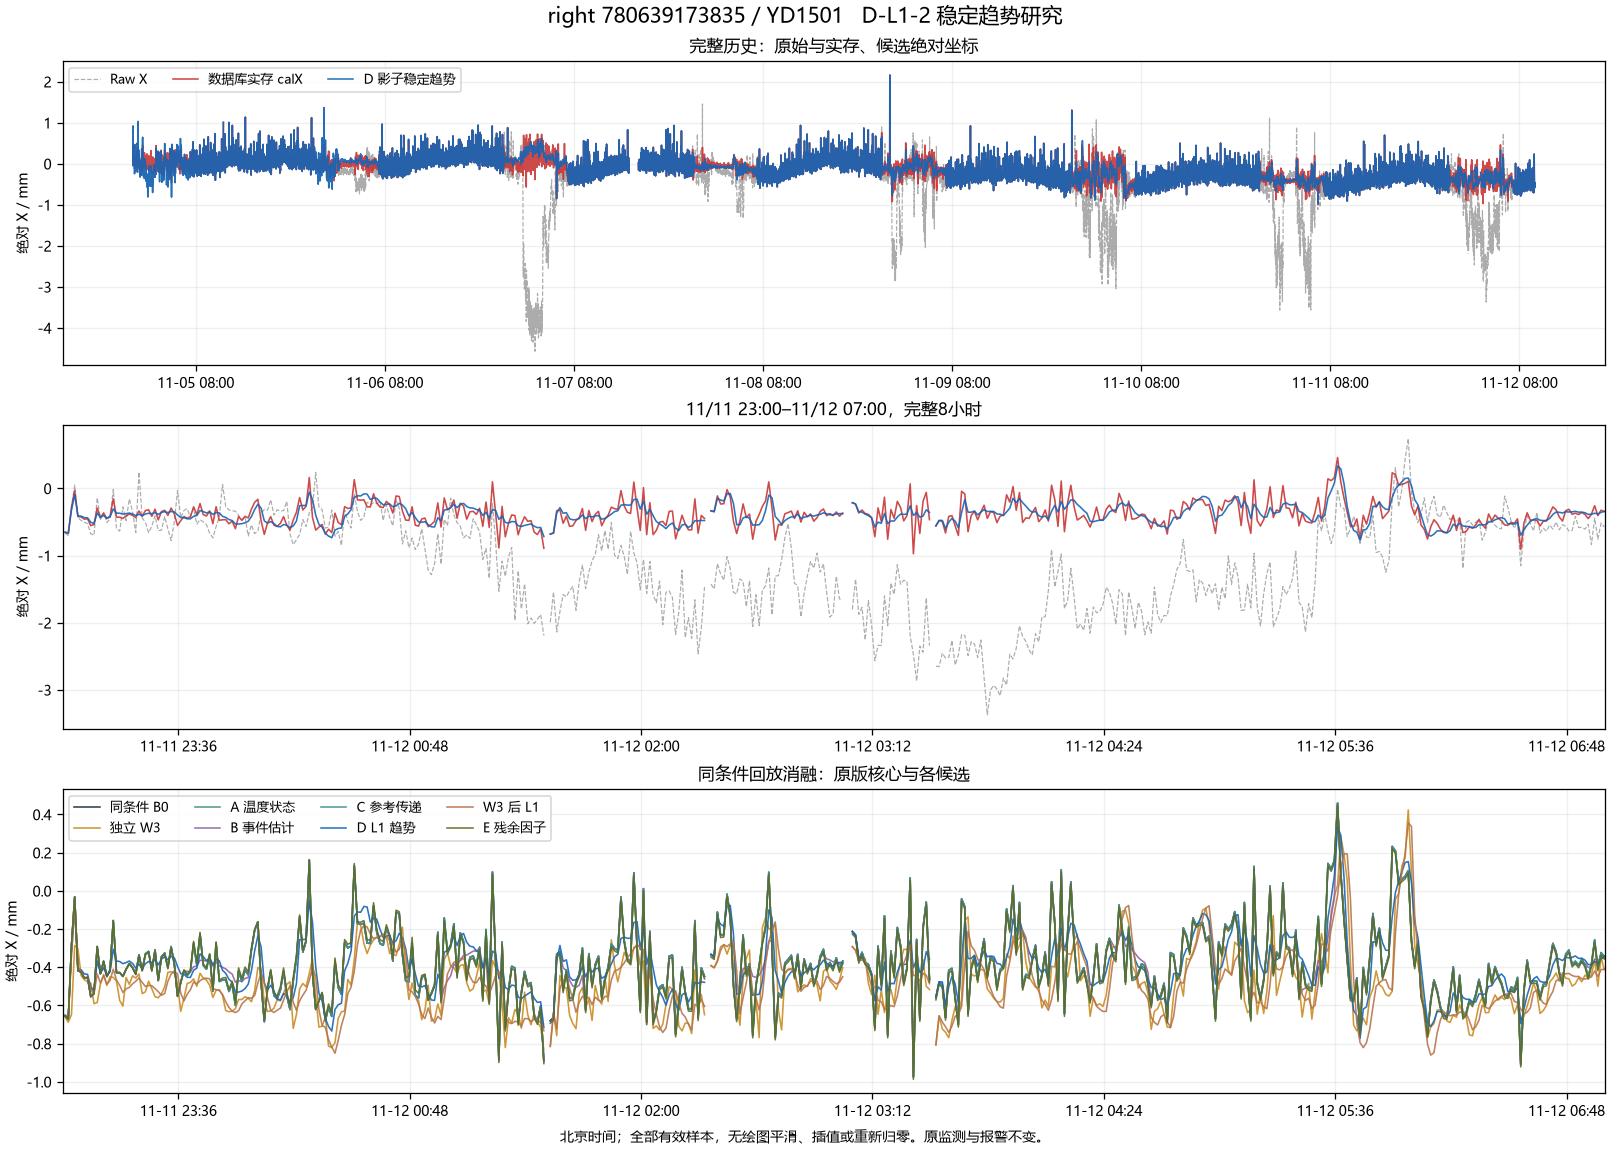 right 780639173835 / YD1501   D-L1-2 稳定趋势研究
完整历史：原始与实存、候选绝对坐标
Raw X
数据库实存 calX
D 影子稳定趋势
绝对 X / mm
2
1
0
-1
-2
-3
-4
11-05 08:00
11-06 08:00
11-07 08:00
11-08 08:00
11-09 08:00
11-10 08:00
11-11 08:00
11-12 08:00
11/11 23:00–11/12 07:00，完整8小时
绝对 X / mm
0
-1
-2
-3
11-11 23:36
11-12 00:48
11-12 02:00
11-12 03:12
11-12 04:24
11-12 05:36
11-12 06:48
同条件回放消融：原版核心与各候选
同条件 B0
A 温度状态
C 参考传递
W3 后 L1
独立 W3
B 事件估计
D L1 趋势
E 残余因子
绝对 X / mm
0.4
0.2
0.0
-0.2
-0.4
-0.6
-0.8
-1.0
11-11 23:36
11-12 00:48
11-12 02:00
11-12 03:12
11-12 04:24
11-12 05:36
11-12 06:48
北京时间；全部有效样本，无绘图平滑、插值或重新归零。原监测与报警不变。